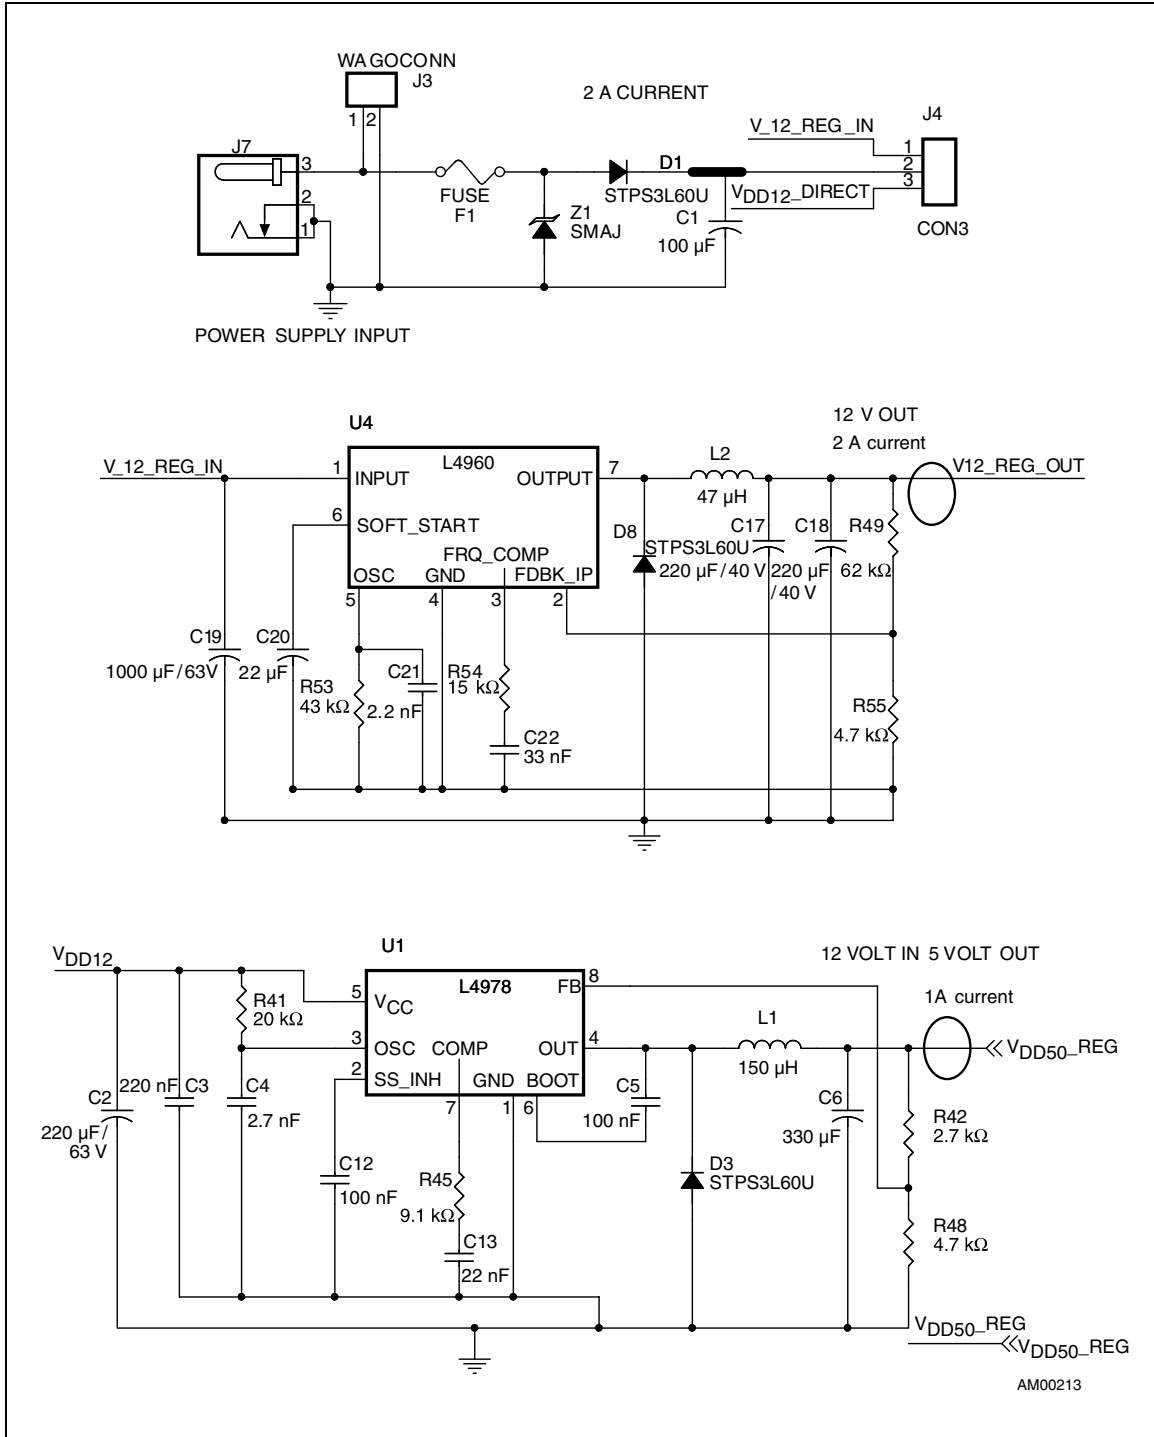 WAGOCONN
J3
1 2
2 A CURRENT
J4
V_12_REG_IN
1
2
3
J7
3
2
1
D1
STPS3L60U
VDD12_DIRECT
FUSE
F1
Z1
SMAJ
C1
100 µF
CON3
POWER SUPPLY INPUT
12 V OUT
2 A current
U4
L4960
V_12_REG_IN
1
INPUT
OUTPUT
7
L2
47 µH
V12_REG_OUT
6
SOFT_START
FRQ_COMP
OSC
GND
FDBK_IP
5
4
3
2
D8
STPS3L60U
C17
220 µF/40 V
C18
220 µF
/40 V
R49
62 kΩ
C19
1000 µF/63V
C20
22 µF
R53
43 kΩ
C21
2.2 nF
R54
15 kΩ
C22
33 nF
R55
4.7 kΩ
U1
12 VOLT IN 5 VOLT OUT
VDD12
L4978
FB
8
1A current
R41
20 kΩ
5
VCC
3
OSC
COMP
OUT
4
L1
150 µH
VDD50_REG
2
SS_INH
GND
BOOT
7
1
6
220 nF
C3
C4
2.7 nF
C2
220 µF/
63 V
C5
100 nF
C6
330 µF
R42
2.7 kΩ
C12
100 nF
R45
9.1 kΩ
C13
22 nF
D3
STPS3L60U
R48
4.7 kΩ
VDD50_REG
VDD50_REG
AM00213